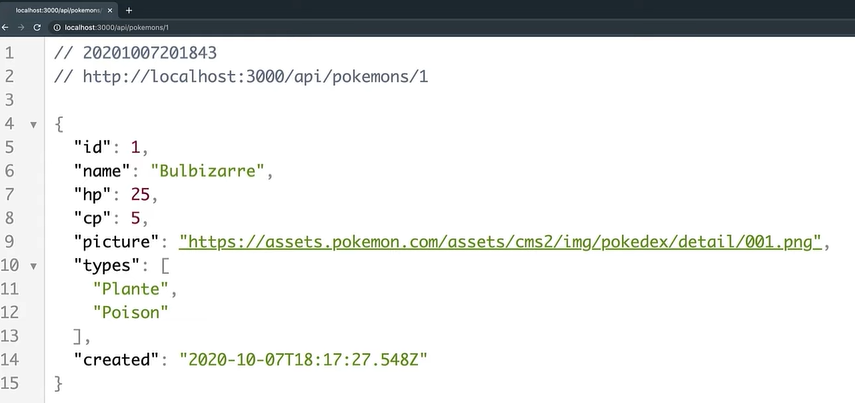 localhost:3000/api/pokemons/
localhost:3000/api/pokemons/1
1 // 20201007201843
2 // http://localhost:3000/api/pokemons/1
3
4 {
5 "id": 1,
6 "name": "Bulbizarre",
7 "hp": 25,
8 "cp": 5,
9 "picture": "https://assets.pokemon.com/assets/cms2/img/pokedex/detail/001.png",
10 "types": [
11 "Plante",
12 "Poison"
13 ],
14 "created": "2020-10-07T18:17:27.548Z"
15 }